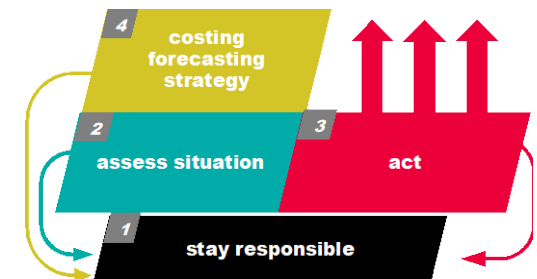 4
costing
forecasting
strategy
2
assess situation
3
act
1
stay responsible